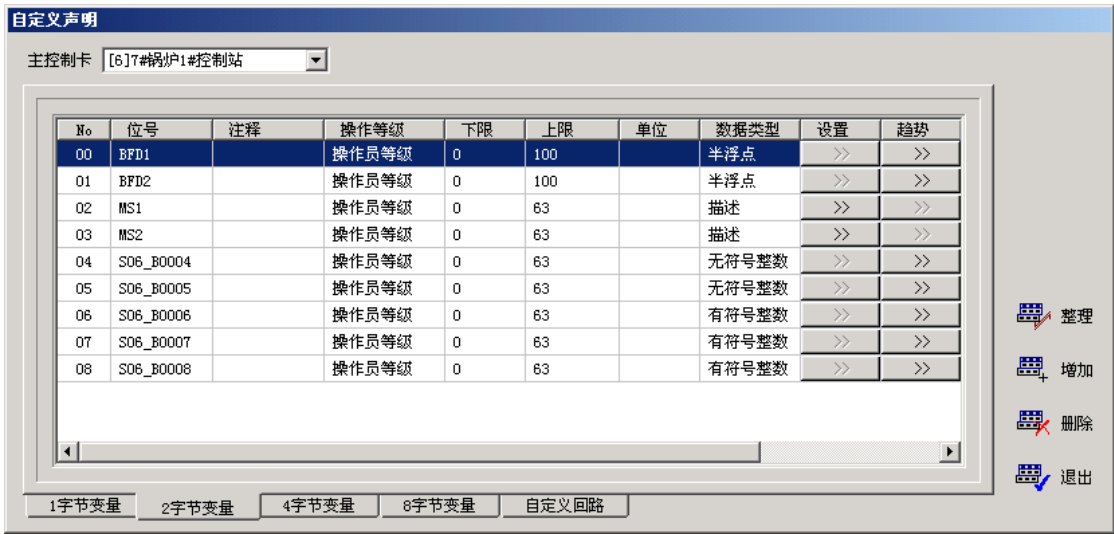 自定义声明
主控制卡 [6]7#锅炉1#控制站
No 位号 注释 操作等级 下限 上限 单位 数据类型 设置 趋势
00 BFD1 操作员等级 0 100 半浮点 >> >>
01 BFD2 操作员等级 0 100 半浮点 >> >>
02 MS1 操作员等级 0 63 描述 >> >>
03 MS2 操作员等级 0 63 描述 >> >>
04 S06_B0004 操作员等级 0 63 无符号整数 >> >>
05 S06_B0005 操作员等级 0 63 无符号整数 >> >>
06 S06_B0006 操作员等级 0 63 有符号整数 >> >>
07 S06_B0007 操作员等级 0 63 有符号整数 >> >>
08 S06_B0008 操作员等级 0 63 有符号整数 >> >>
整理
增加
删除
退出
1字节变量 2字节变量 4字节变量 8字节变量 自定义回路